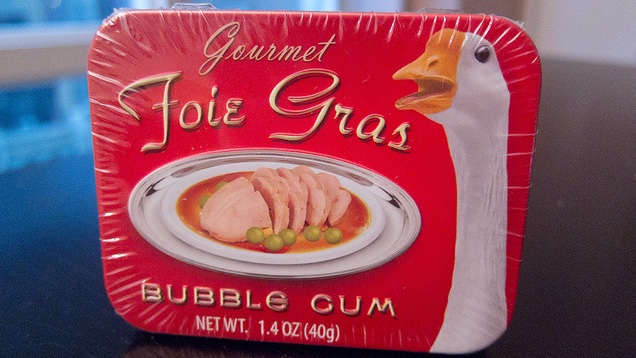 Gourmet
Foie Gras
BUBBLE GUM
NET WT. 1.4 OZ (40g)